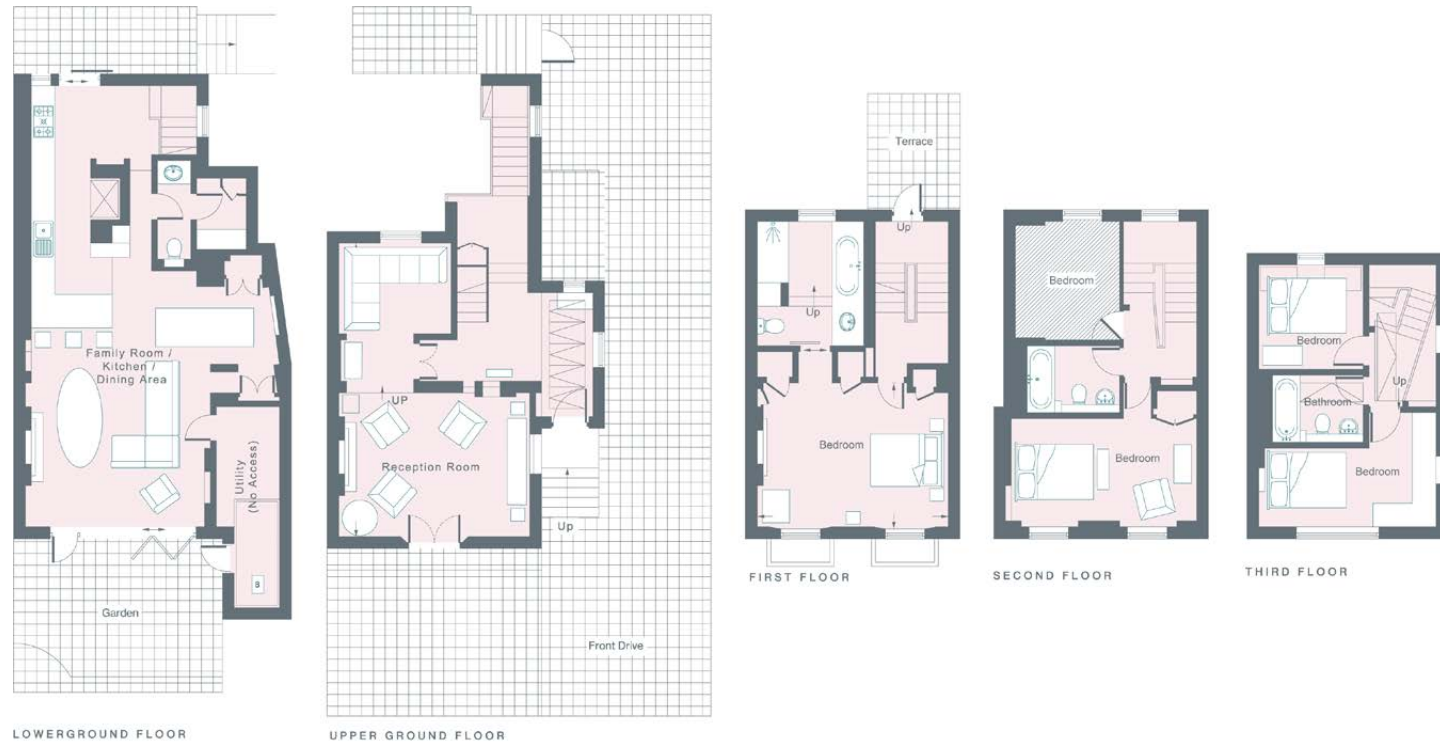 Family Room /
Kitchen /
Dining Area
Utility
(No Access)
B
Garden
LOWERGROUND FLOOR
UP
Reception Room
Up
Front Drive
UPPER GROUND FLOOR
Terrace
Up
Up
Bedroom
FIRST FLOOR
Bedroom
Bedroom
SECOND FLOOR
Bedroom
Up
Bathroom
Bedroom
THIRD FLOOR